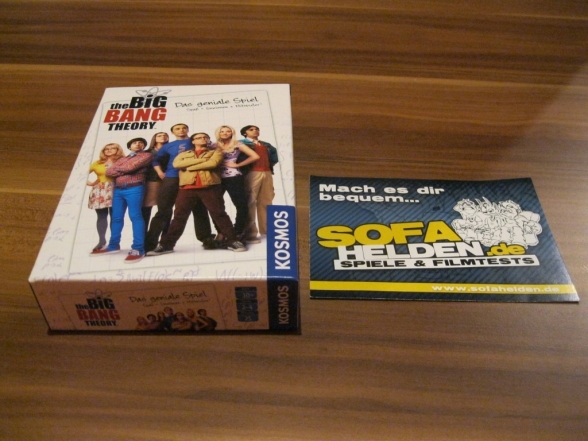 the BiG
BANG
THEORY
Das geniale Spiel
KOSMOS
the BiG
BANG
THEORY
Das geniale Spiel
KOSMOS
Mach es dir
bequem...
SOFA
HELDEN.de
SPIELE & FILMTESTS
www.sofahelden.de